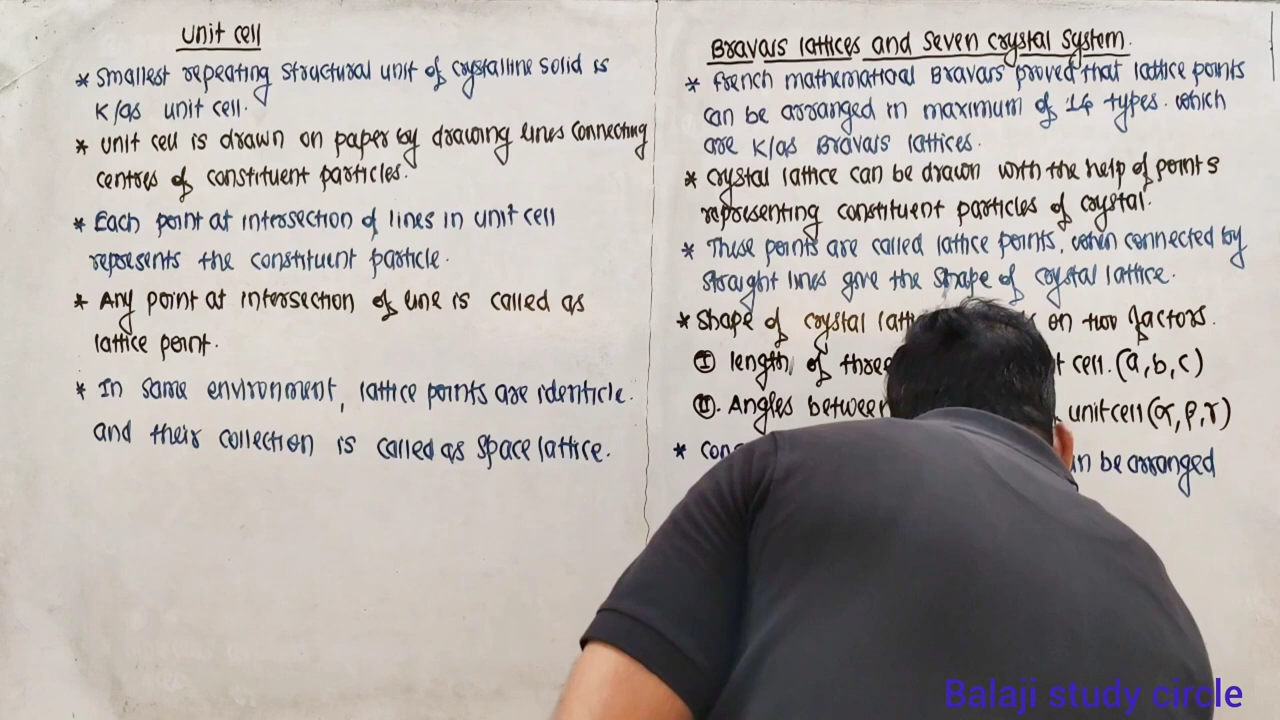 unit cell
* Smallest repeating structural unit of crystalline solid is
K/as unit cell.
* unit cell is drawn on paper by drawing lines connecting
centres of constituent particles.
* Each point at intersection of lines in unit cell
represents the constituent particle.
* Any point at intersection of line is called as
lattice point.
* In same environment, lattice points are identicle.
and their collection is called as space lattice.
Bravais lattices and seven crystal system.
* French mathematical Bravais proved that lattice points
can be arranged in maximum of 14 types. which
are K/as Bravais lattices.
* Crystal lattice can be drawn with the help of points
representing constituent particles of crystal.
* These points are called lattice points, when connected by
straight lines give the shape of crystal lattice.
* Shape of crystal on two factors.
(I) length of three cell. (a, b, c)
(II). Angles between unit cell (α, β, γ)
* be arranged
Balaji study circle